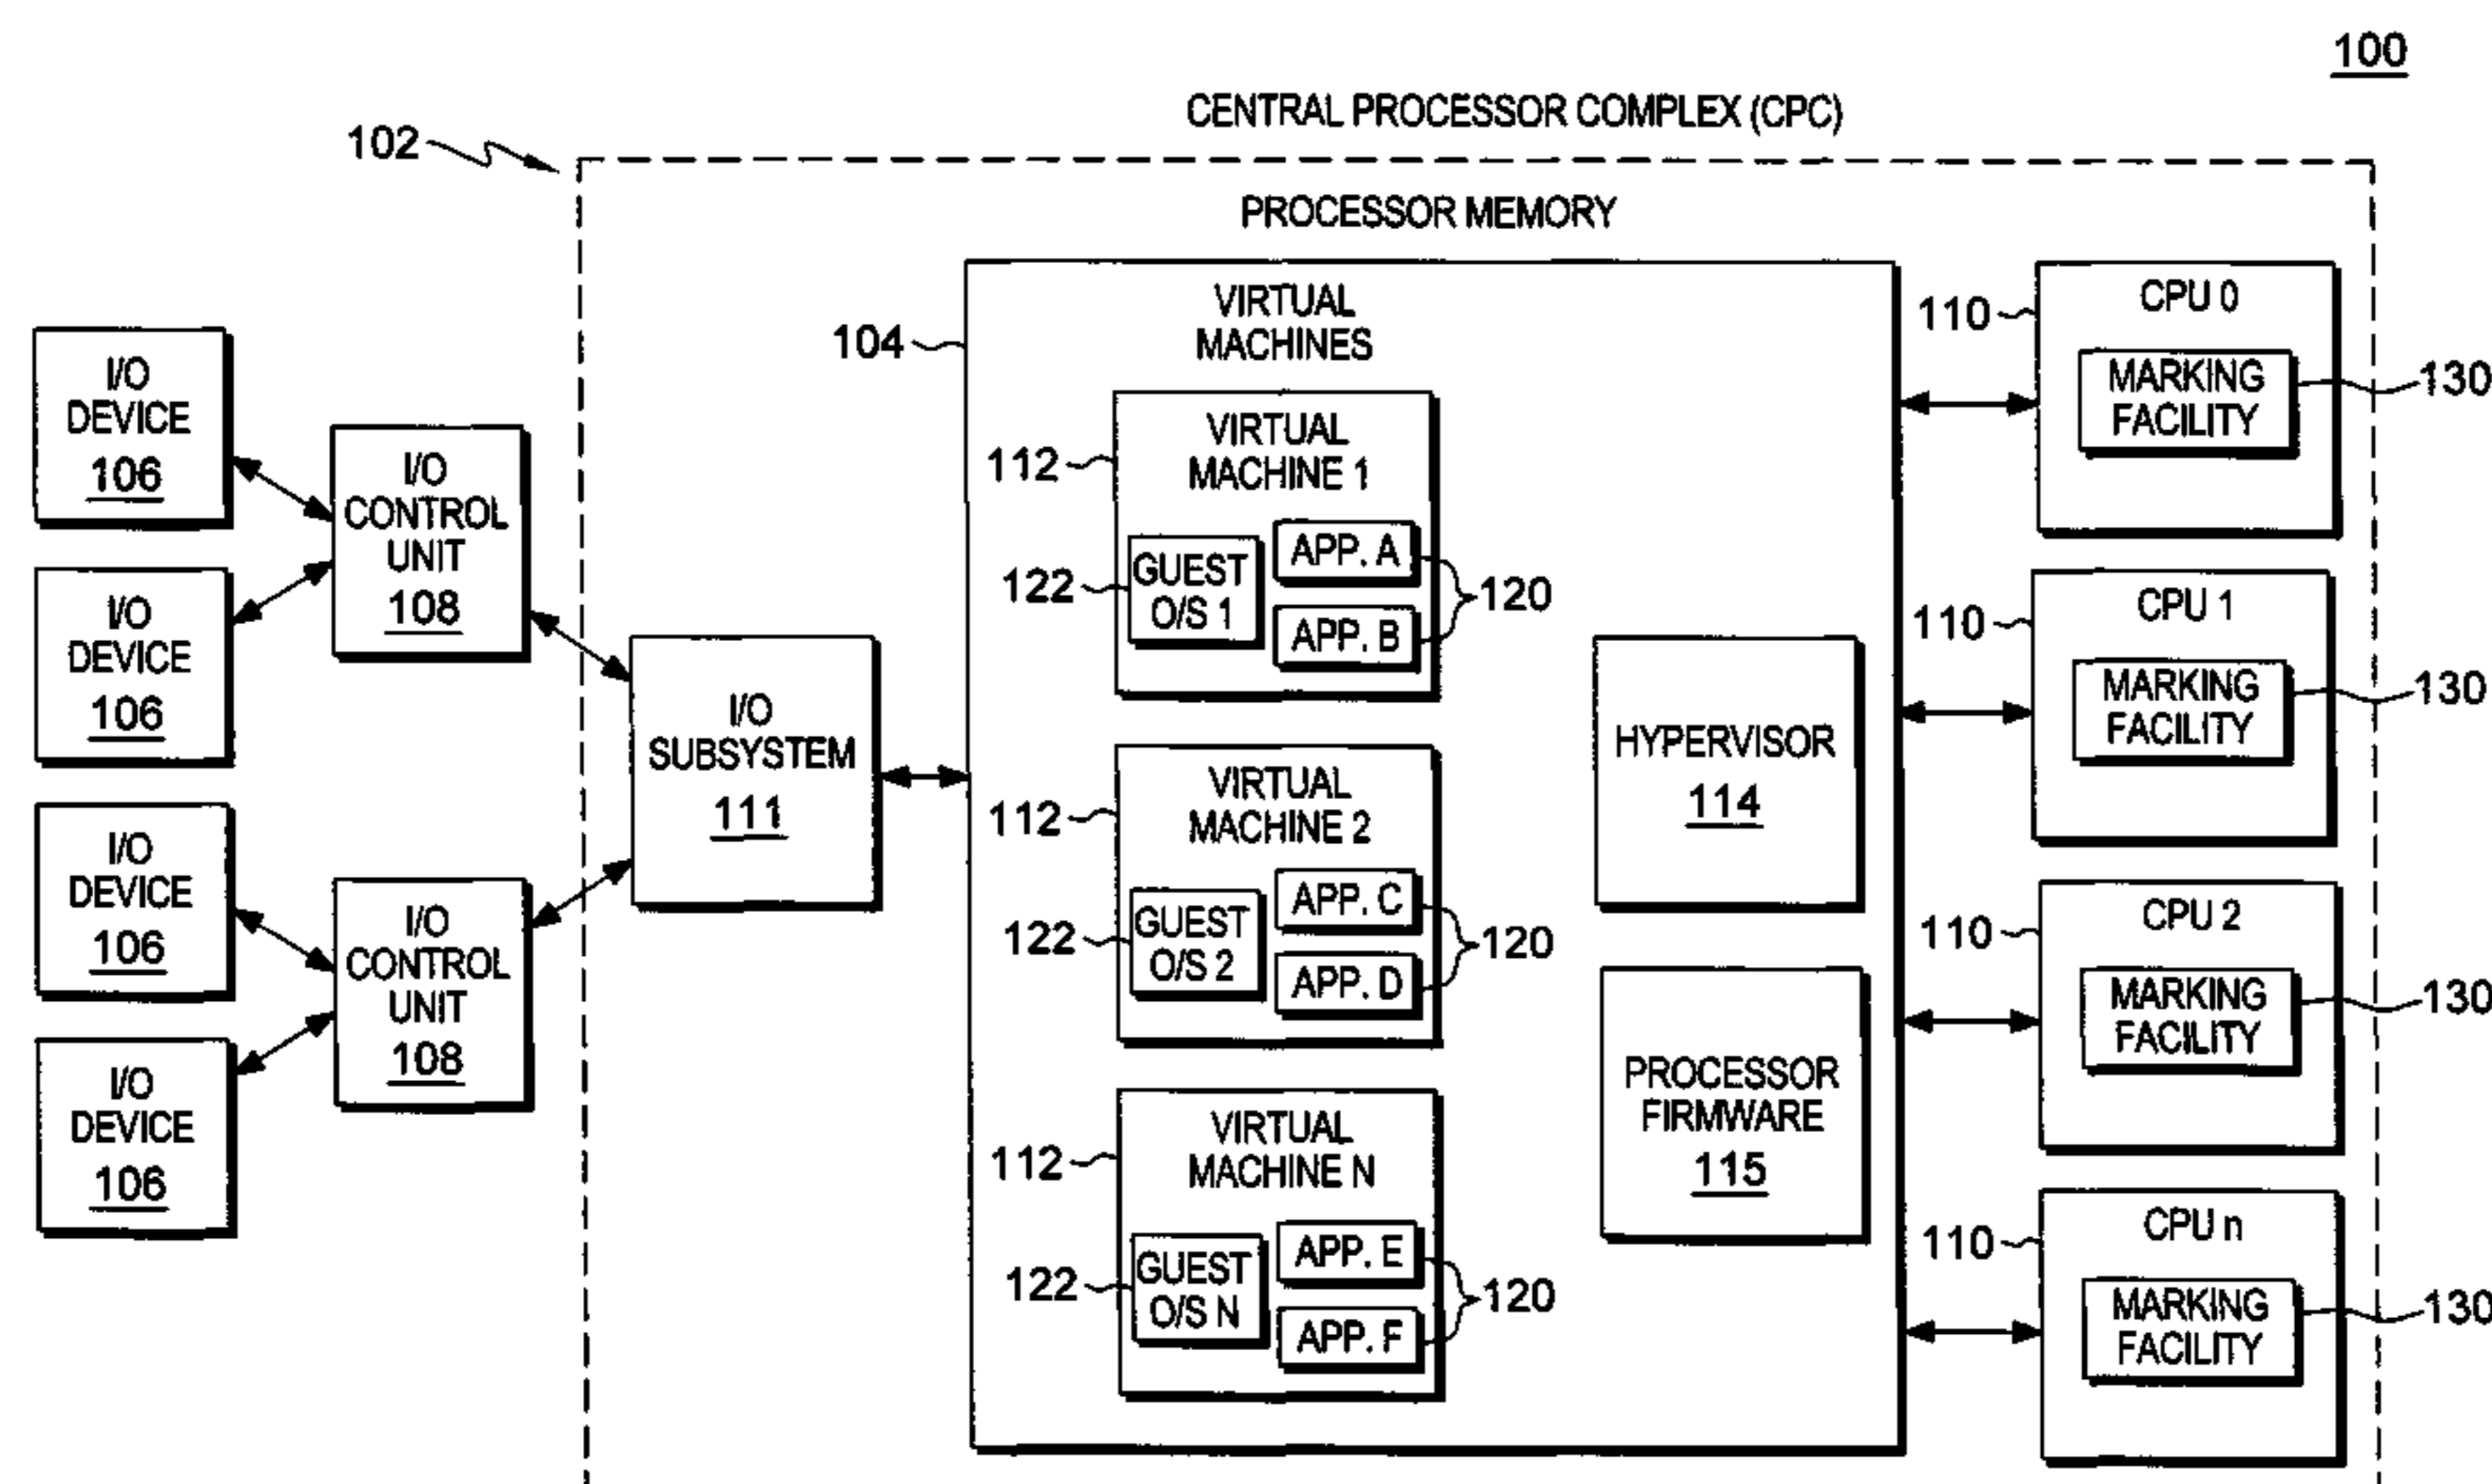 100
CENTRAL PROCESSOR COMPLEX (CPC)
102
PROCESSOR MEMORY
I/O
DEVICE
106
I/O
DEVICE
106
I/O
DEVICE
106
I/O
DEVICE
106
I/O
CONTROL
UNIT
108
I/O
CONTROL
UNIT
108
I/O
SUBSYSTEM
111
104
VIRTUAL
MACHINES
112
VIRTUAL
MACHINE 1
122
GUEST
O/S 1
APP. A
APP. B
120
112
VIRTUAL
MACHINE 2
122
GUEST
O/S 2
APP. C
APP. D
120
112
VIRTUAL
MACHINE N
122
GUEST
O/S N
APP. E
APP. F
120
HYPERVISOR
114
PROCESSOR
FIRMWARE
115
110
CPU 0
MARKING
FACILITY
130
110
CPU 1
MARKING
FACILITY
130
110
CPU 2
MARKING
FACILITY
130
110
CPU n
MARKING
FACILITY
130